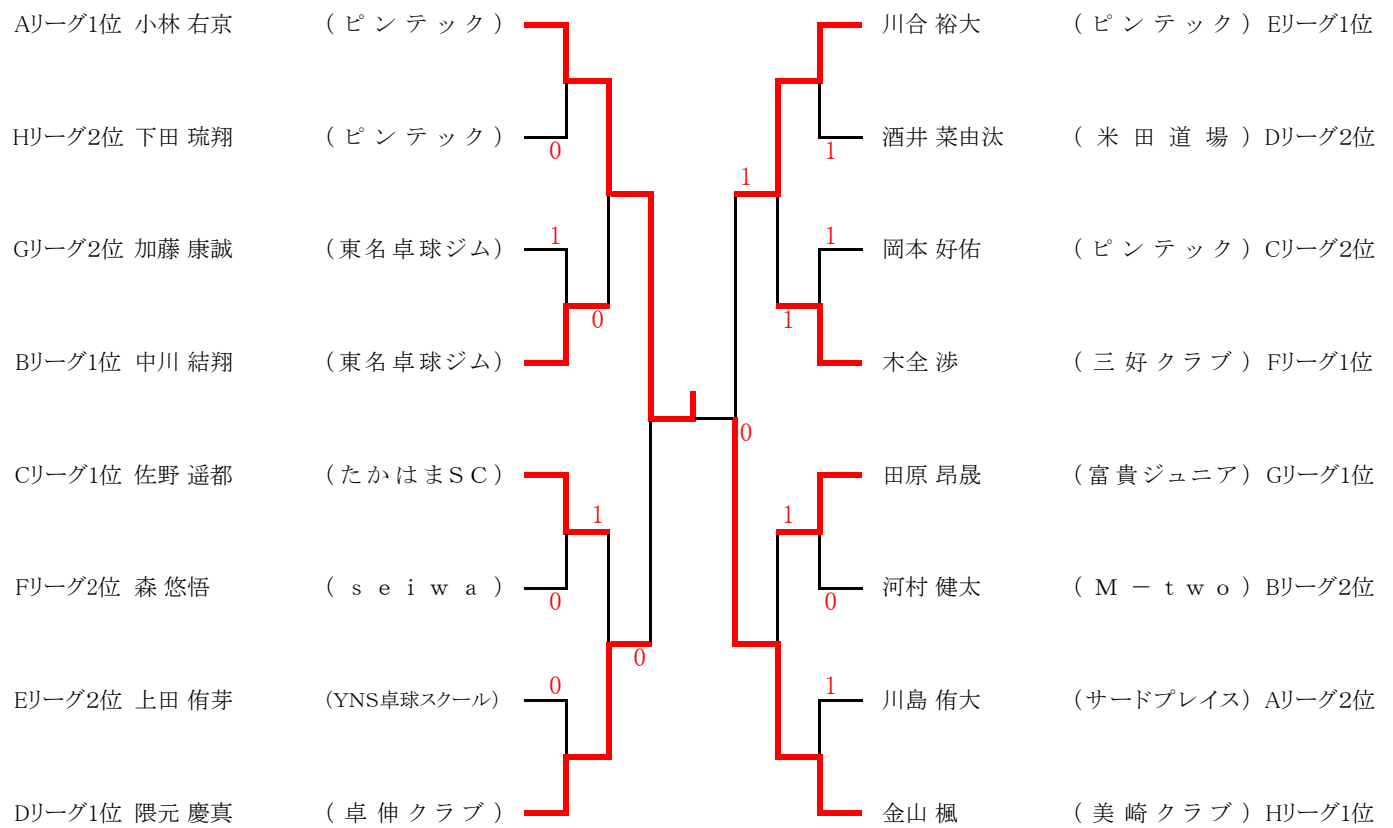 Aリーグ1位 小林 右京 (ピンテック) 川合 裕大 (ピンテック) Eリーグ1位
Hリーグ2位 下田 琉翔 (ピンテック) 酒井 菜由汰 (米田道場) Dリーグ2位
0 1
1
Gリーグ2位 加藤 康誠 (東名卓球ジム) 1 1 岡本 好佑 (ピンテック) Cリーグ2位
0 1
Bリーグ1位 中川 結翔 (東名卓球ジム) 木全 渉 (三好クラブ) Fリーグ1位
0
Cリーグ1位 佐野 遥都 (たかはまSC) 田原 昂晟 (富貴ジュニア) Gリーグ1位
1 1
Fリーグ2位 森 悠悟 (seiwa) 河村 健太 (M－two) Bリーグ2位
0 0
0
Eリーグ2位 上田 侑芽 (YNS卓球スクール) 0 1 川島 侑大 (サードプレイス) Aリーグ2位
Dリーグ1位 隈元 慶真 (卓伸クラブ) 金山 楓 (美崎クラブ) Hリーグ1位